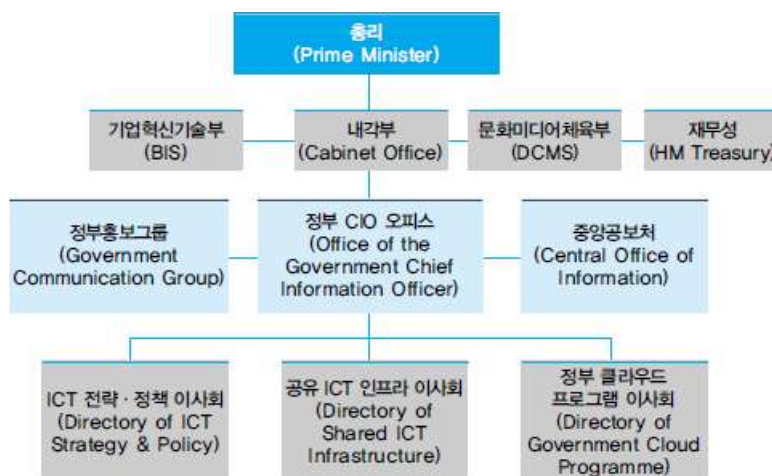 총리
(Prime Minister)
기업혁신기술부
(BIS)
내각부
(Cabinet Office)
문화미디어체육부
(DCMS)
재무성
(HM Treasury)
정부홍보그룹
(Government
Communication Group)
정부 CIO 오피스
(Office of the
Government Chief
Information Officer)
중앙공보처
(Central Office of
Information)
ICT 전략 · 정책 이사회
(Directory of ICT
Strategy & Policy)
공유 ICT 인프라 이사회
(Directory of
Shared ICT
Infrastructure)
정부 클라우드
프로그램 이사회
(Directory of
Government Cloud
Programme)